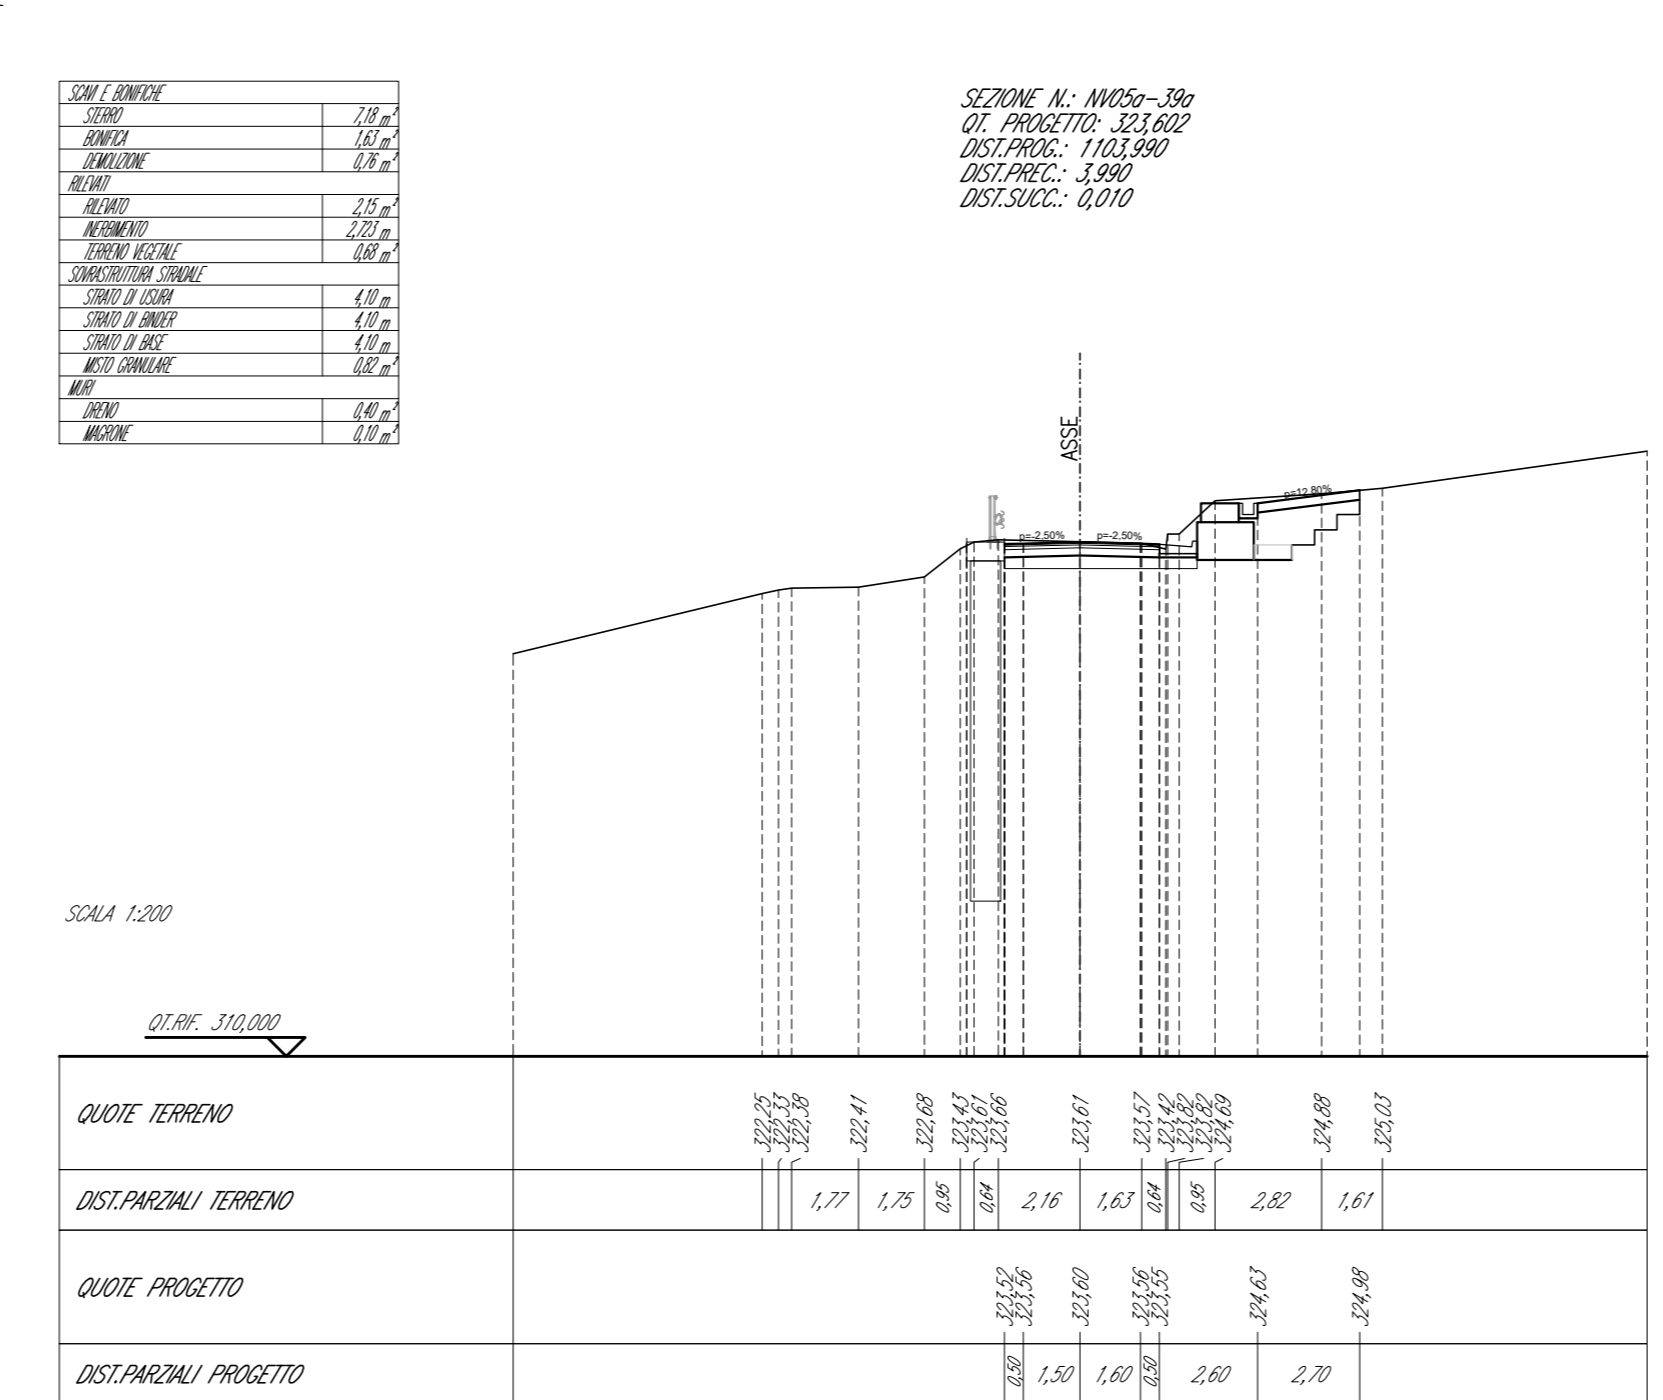 SCAVI E BONIFICHE
STERRO 7,18 m²
BONIFICA 1,63 m²
DEMOLIZIONE 0,76 m²
RILEVATI
RILEVATO 2,15 m²
INERBIMENTO 2,723 m
TERRENO VEGETALE 0,68 m²
SOVRASTRUTTURA STRADALE
STRATO DI USURA 4,10 m
STRATO DI BINDER 4,10 m
STRATO DI BASE 4,10 m
MISTO GRANULARE 0,82 m²
MURI
DRENO 0,40 m²
MAGRONE 0,10 m²
SEZIONE N.: NV05a-39a
QT. PROGETTO: 323,602
DIST.PROG.: 1103,990
DIST.PREC.: 3,990
DIST.SUCC.: 0,010
ASSE
p=12,80%
p=-2,50% p=-2,50%
SCALA 1:200
QT.RIF. 310,000
QUOTE TERRENO 322,25 322,33 322,38 322,41 322,68 323,43 323,61 323,66 323,61 323,57 323,42 323,82 323,82 324,69 324,88 325,03
DIST.PARZIALI TERRENO 1,77 1,75 0,95 0,64 2,16 1,63 0,64 0,95 2,82 1,61
QUOTE PROGETTO 323,52 323,56 323,60 323,56 323,55 324,63 324,98
DIST.PARZIALI PROGETTO 0,50 1,50 1,60 0,50 2,60 2,70